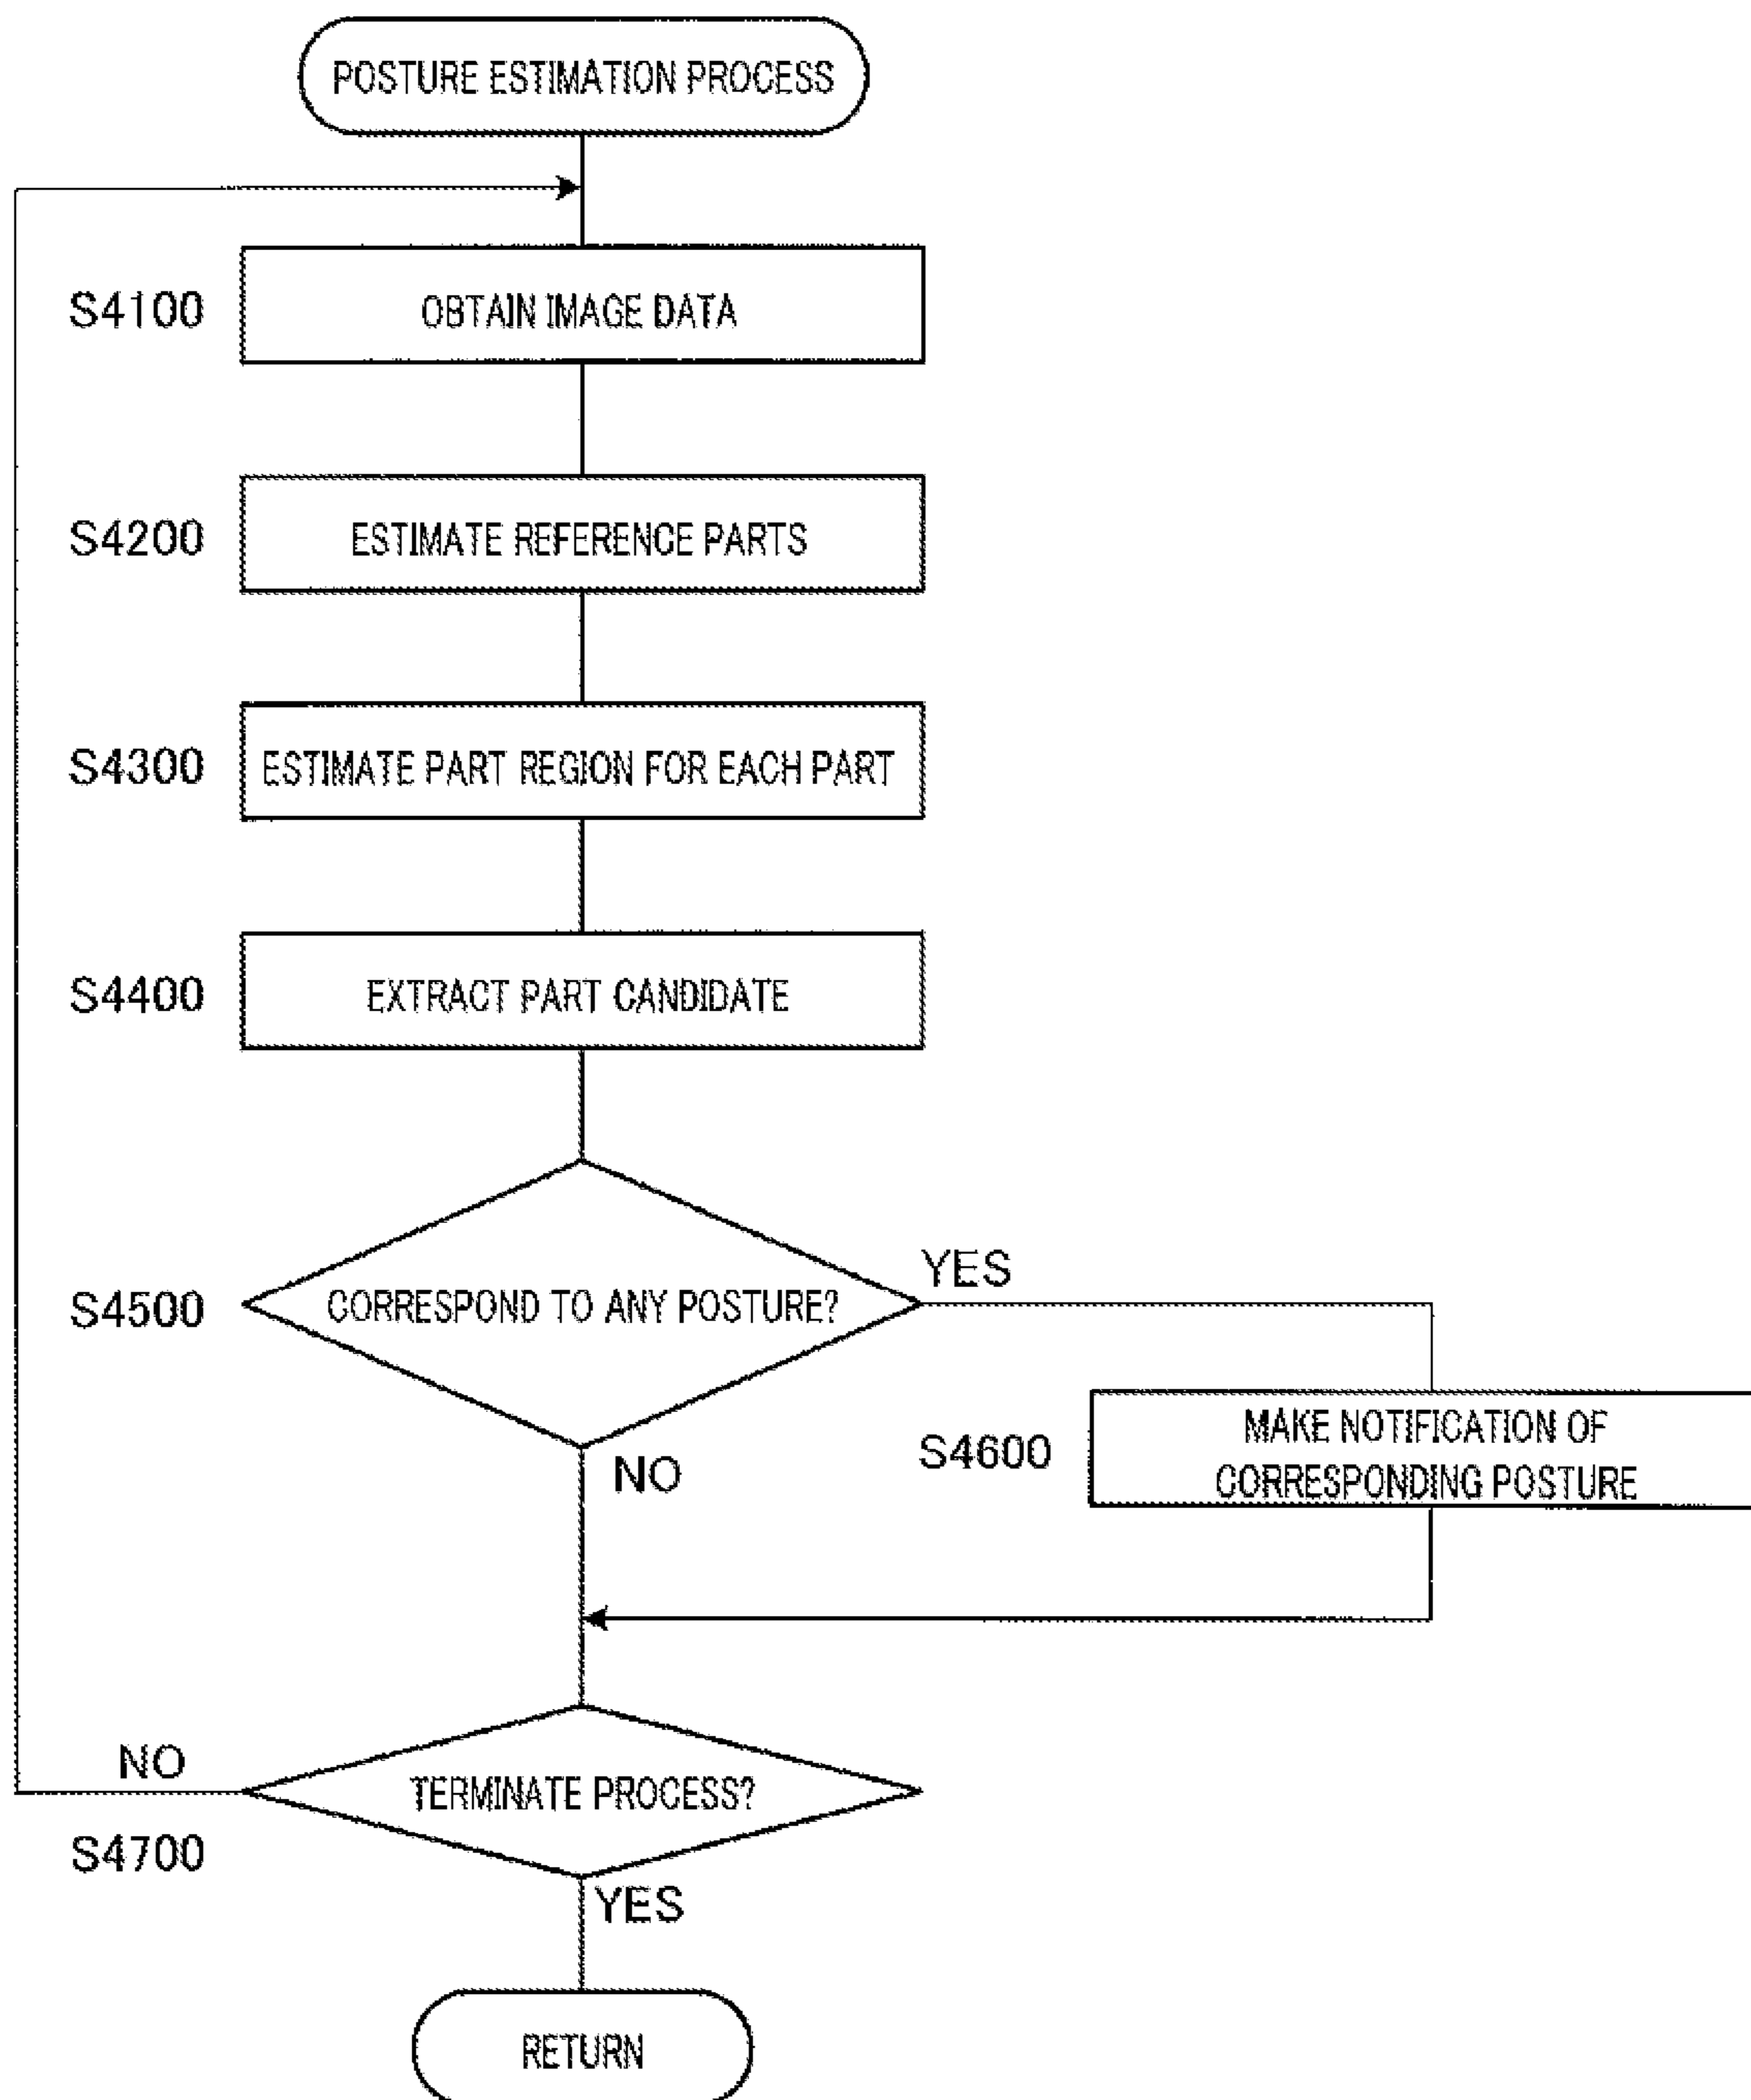 POSTURE ESTIMATION PROCESS
S4100
OBTAIN IMAGE DATA
S4200
ESTIMATE REFERENCE PARTS
S4300
ESTIMATE PART REGION FOR EACH PART
S4400
EXTRACT PART CANDIDATE
S4500
CORRESPOND TO ANY POSTURE?
YES
NO
S4600
MAKE NOTIFICATION OF
CORRESPONDING POSTURE
NO
TERMINATE PROCESS?
S4700
YES
RETURN